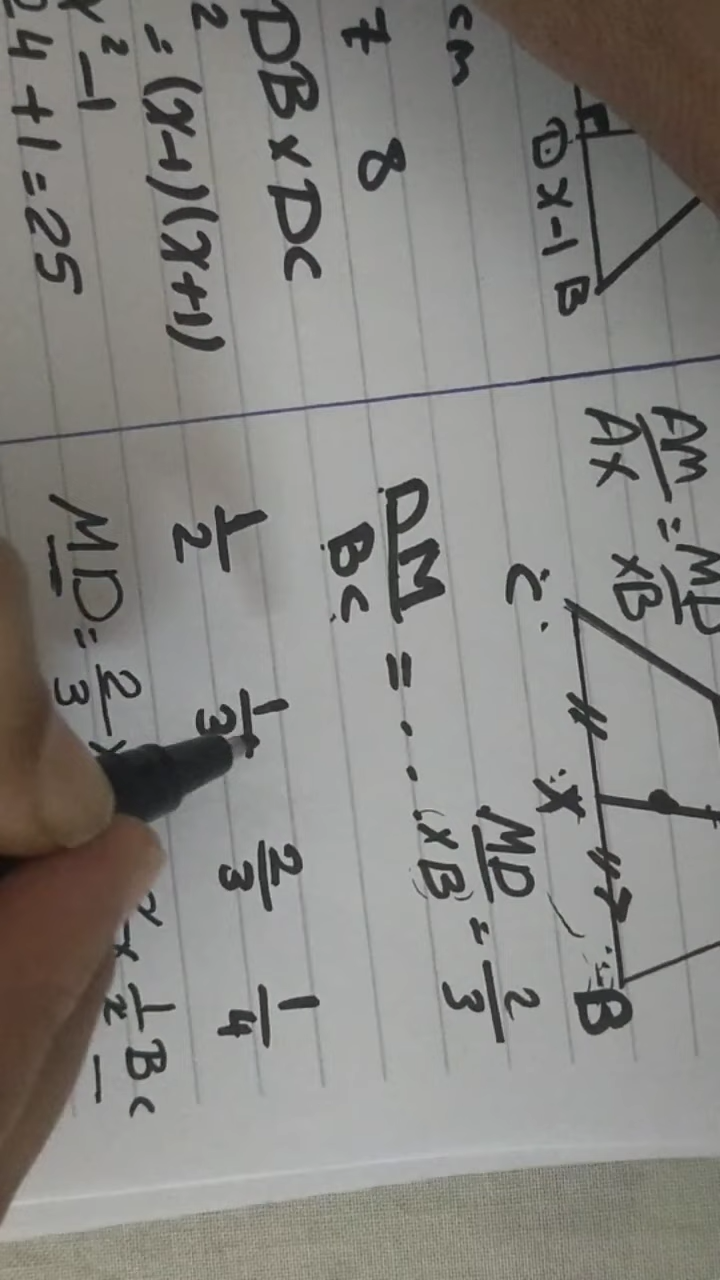 cm
7 8
DB x DC
2
= (x-1)(x+1)
x² - 1
24 + 1 = 25
D x-1 B
AM/AX = MD/XB
C X B
MD/XB = 2/3
DM/BC = ...
1/2 1/3 2/3 1/4
MD = 2/3 x 1/2 BC